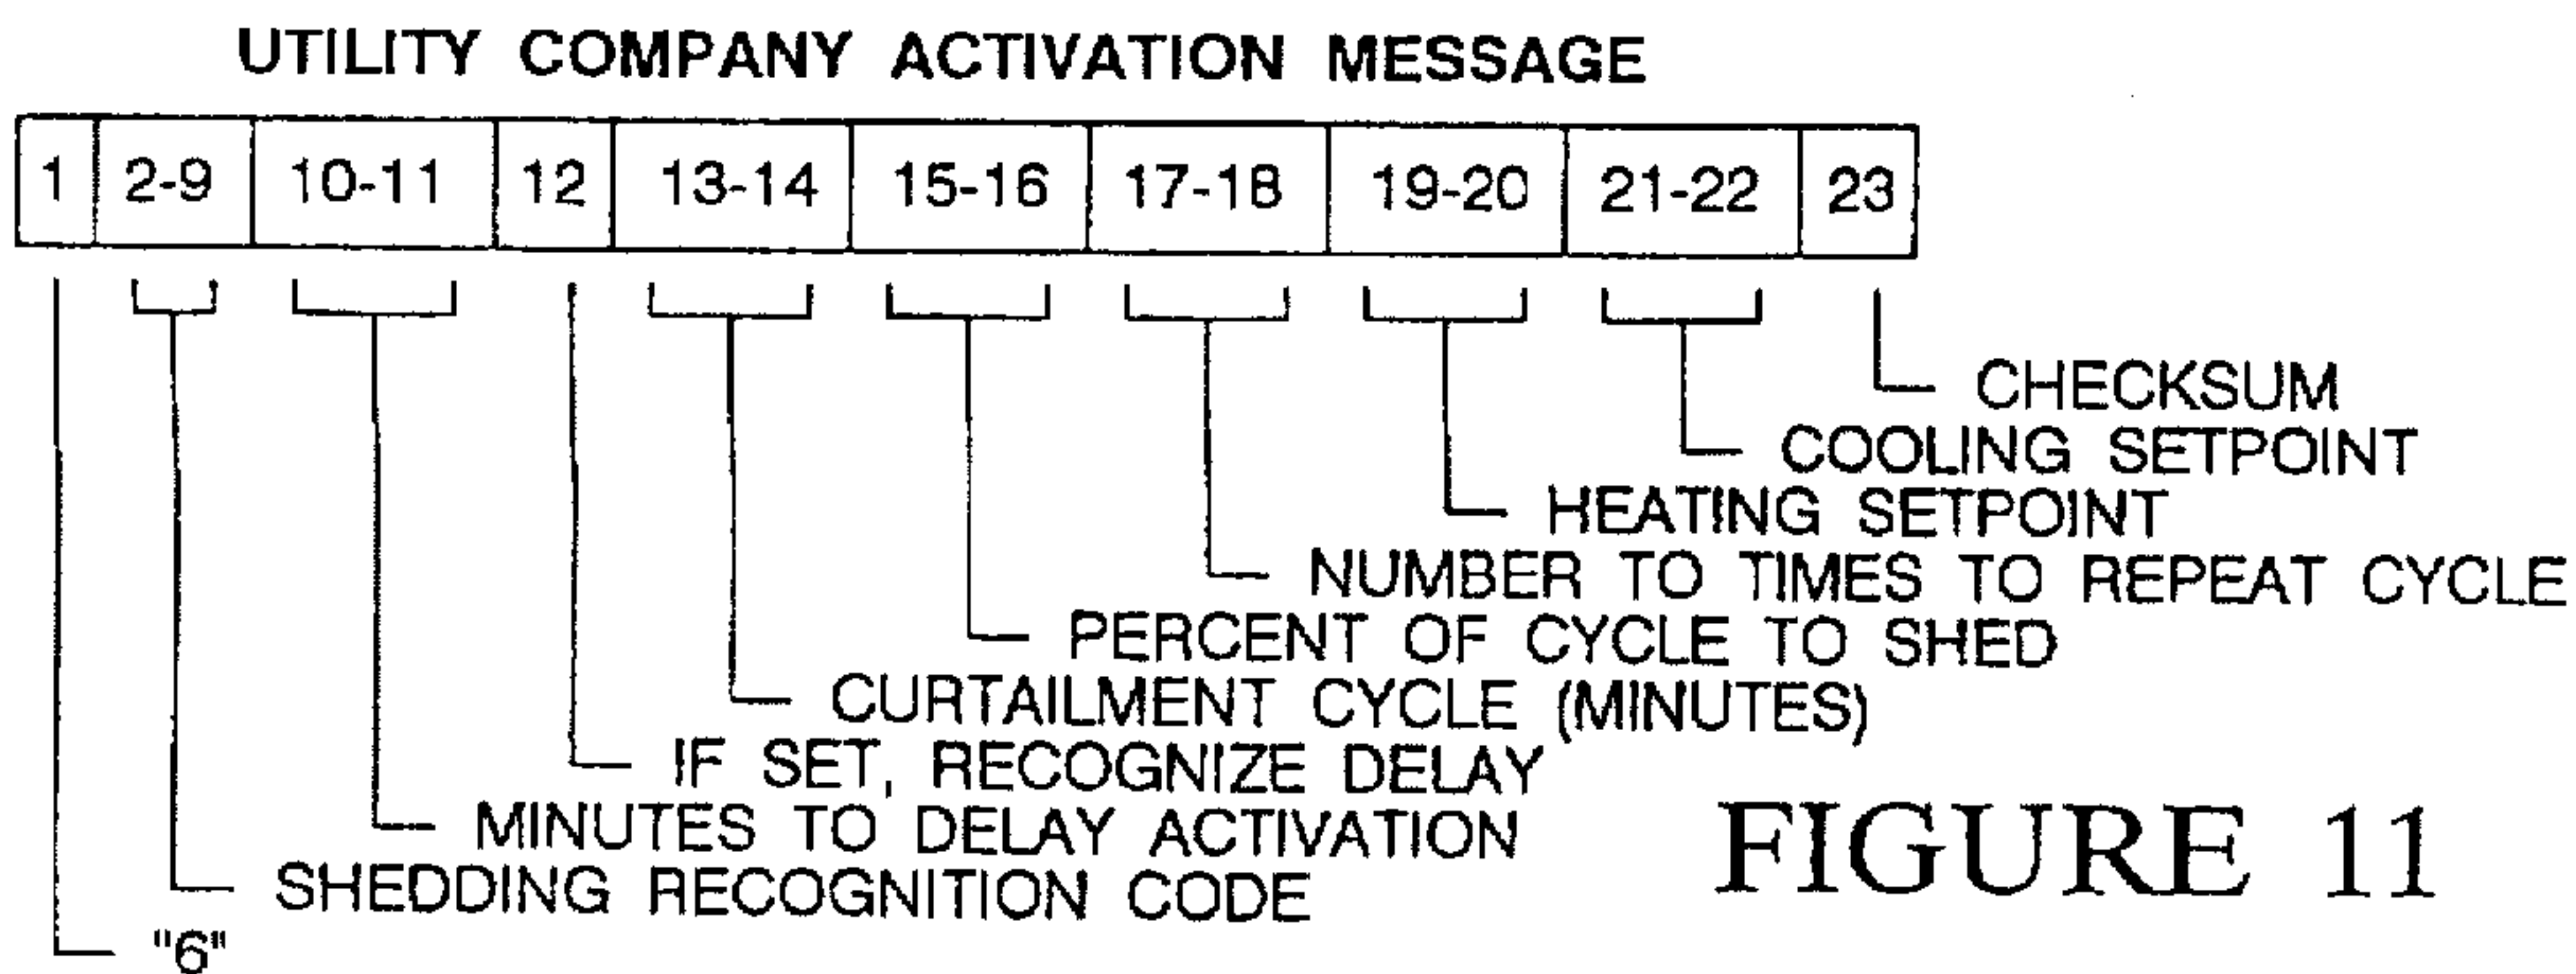 UTILITY COMPANY ACTIVATION MESSAGE
1 2-9 10-11 12 13-14 15-16 17-18 19-20 21-22 23
CHECKSUM
COOLING SETPOINT
HEATING SETPOINT
NUMBER TO TIMES TO REPEAT CYCLE
PERCENT OF CYCLE TO SHED
CURTAILMENT CYCLE (MINUTES)
IF SET, RECOGNIZE DELAY
MINUTES TO DELAY ACTIVATION
SHEDDING RECOGNITION CODE
"6"
FIGURE 11